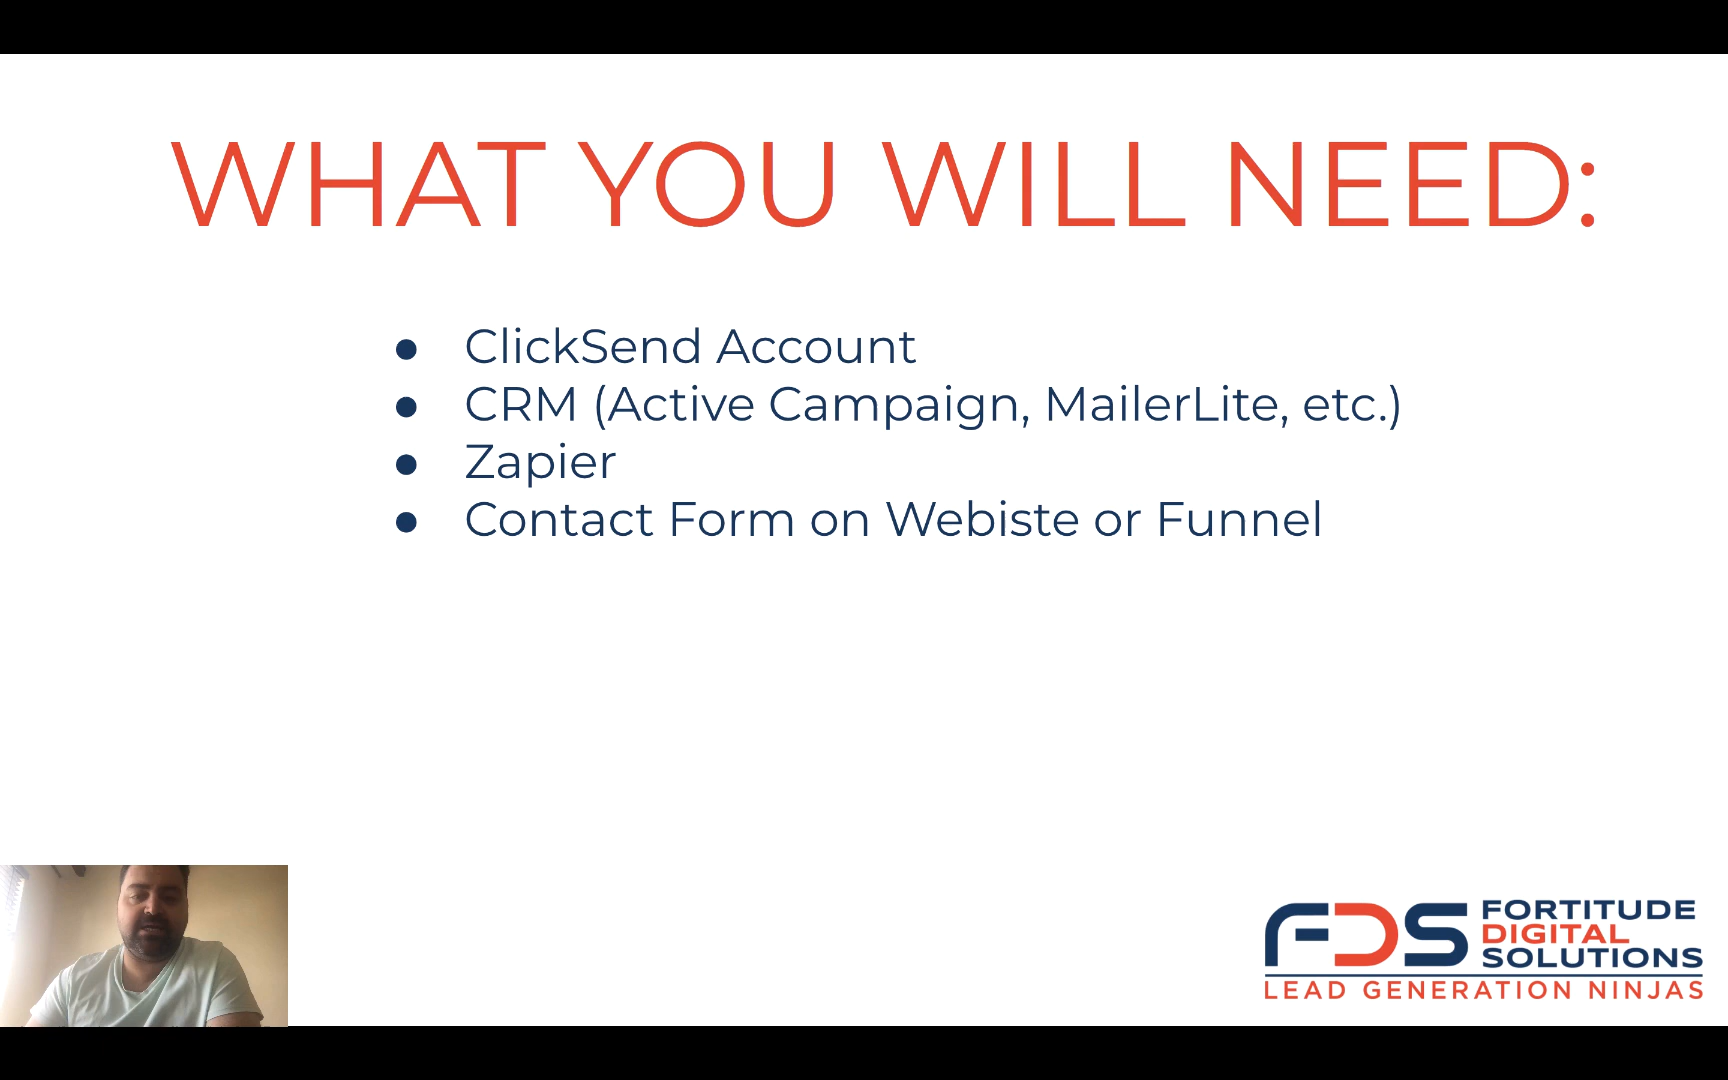 WHAT YOU WILL NEED:
● ClickSend Account
● CRM (Active Campaign, MailerLite, etc.)
● Zapier
● Contact Form on Webiste or Funnel
FDS
FORTITUDE
DIGITAL
SOLUTIONS
LEAD GENERATION NINJAS